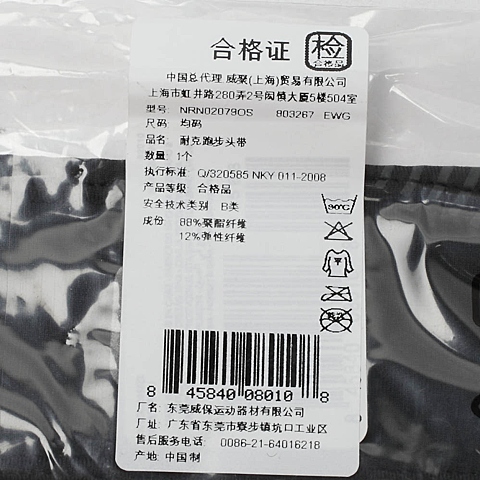 合格证
检
合格品
中国总代理 威聚(上海)贸易有限公司
上海市虹井路280弄2号阅镇大厦5楼504室
型号: NRN02079OS 803267 EWG
尺码: 均码
品名: 耐克跑步头带
数量: 1个
执行标准: Q/320585 NKY 011-2008
产品等级 合格品
安全技术类别 B类
成份 88%聚酯纤维
12%弹性纤维
30℃
8 45840 08010 8
厂名: 东莞威保运动器材有限公司
厂址: 广东省东莞市寮步镇坑口工业区
售后服务电话: 0086-21-64016218
产地: 中国制